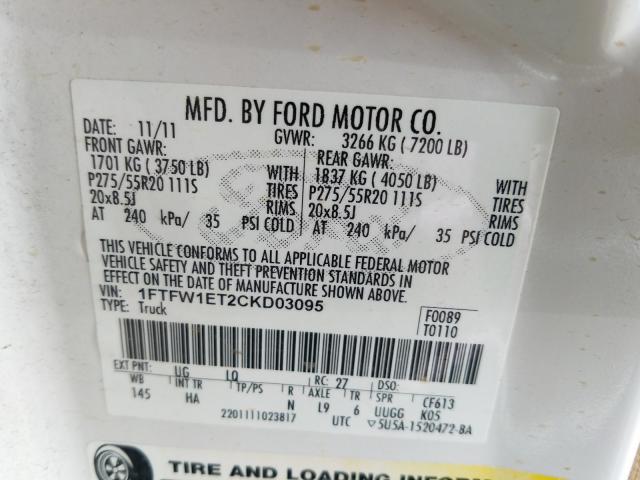 MFD. BY FORD MOTOR CO.
DATE: 11/11 GVWR: 3266 KG ( 7200 LB)
FRONT GAWR: REAR GAWR:
1701 KG ( 3750 LB) WITH 1837 KG ( 4050 LB) WITH
P275/55R20 111S TIRES P275/55R20 111S TIRES
20x8.5J RIMS 20x8.5J RIMS
AT 240 kPa/ 35 PSI COLD AT 240 kPa/ 35 PSI COLD
THIS VEHICLE CONFORMS TO ALL APPLICABLE FEDERAL MOTOR
VEHICLE SAFETY AND THEFT PREVENTION STANDARDS IN
EFFECT ON THE DATE OF MANUFACTURE SHOWN ABOVE.
VIN: 1FTFW1ET2CKD03095
TYPE: Truck
F0089
T0110
EXT PNT: UG LQ RC: 27 DSO:
WB INT TR TP/PS R AXLE TR SPR CF613
145 HA N L9 6 UUGG K05
2201111023817 UTC 5U5A-1520472-BA
TIRE AND LOADING INFORM